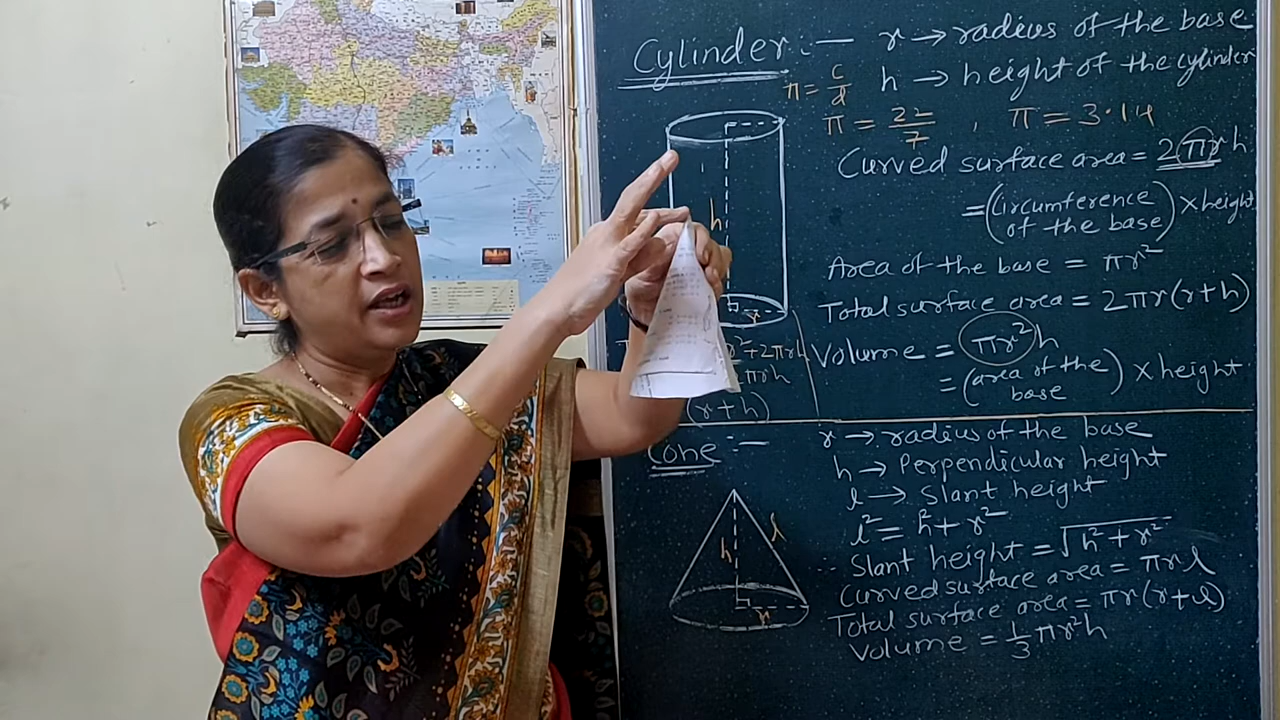 Cylinder :— r → radius of the base
π = c/d h → height of the cylinder
π = 22/7 , π = 3.14
Curved surface area = 2πrh
= (circumference of the base) × height
h
Area of the base = πr²
r
Total surface area = 2πr(r+h)
r²+2πrh
2πrh
(r+h)
Volume = πr²h
= (area of the base) × height
Cone :— r → radius of the base
h → Perpendicular height
l → Slant height
l² = h² + r²
h l
∴ Slant height = √h² + r²
Curved surface area = πrl
r
Total surface area = πr(r+l)
Volume = 1/3 πr²h